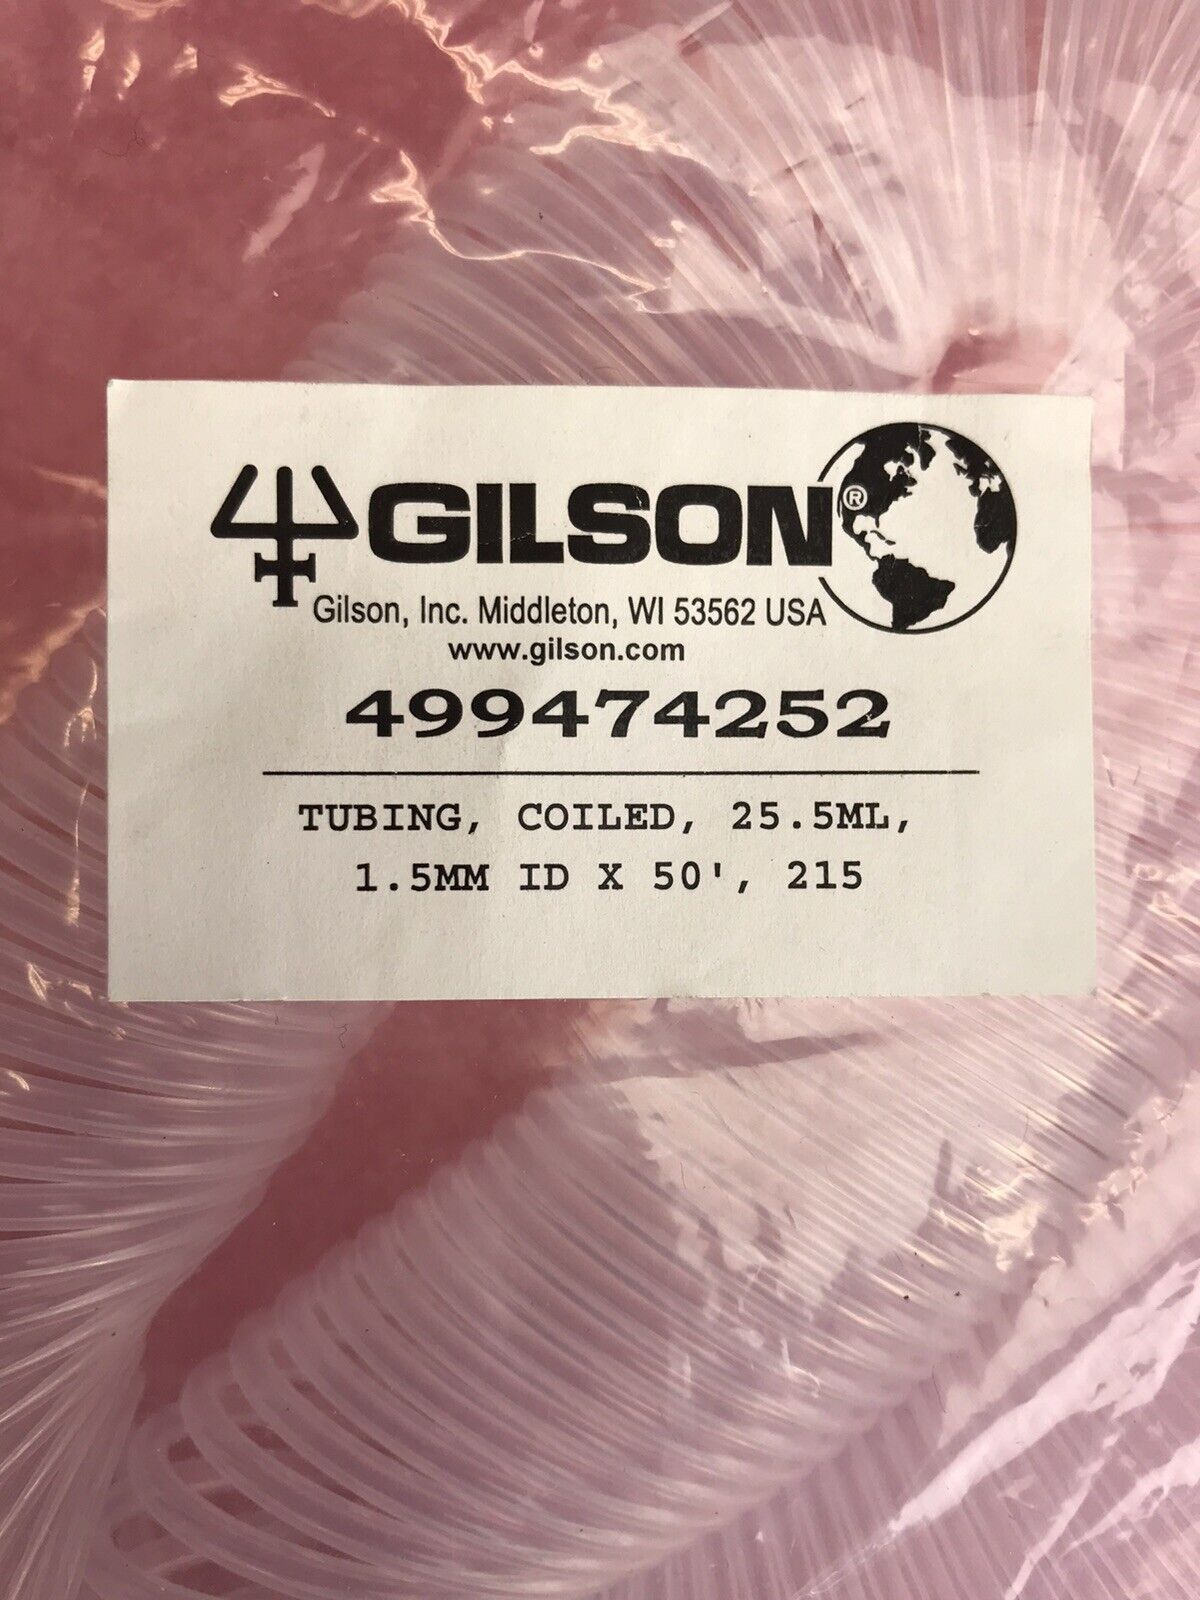 GILSON®
Gilson, Inc. Middleton, WI 53562 USA
www.gilson.com
499474252
TUBING, COILED, 25.5ML,
1.5MM ID X 50', 215